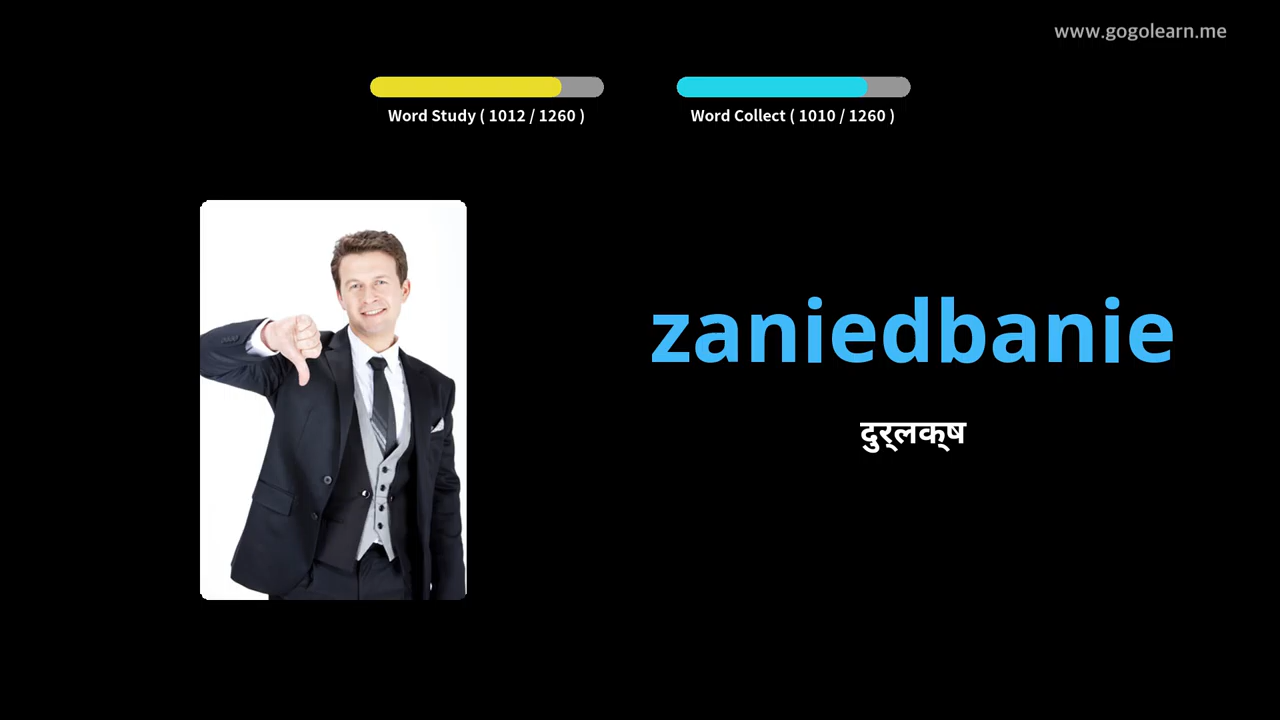 www.gogolearn.me
Word Study ( 1012 / 1260 )
Word Collect ( 1010 / 1260 )
zaniedbanie
दुर्लक्ष